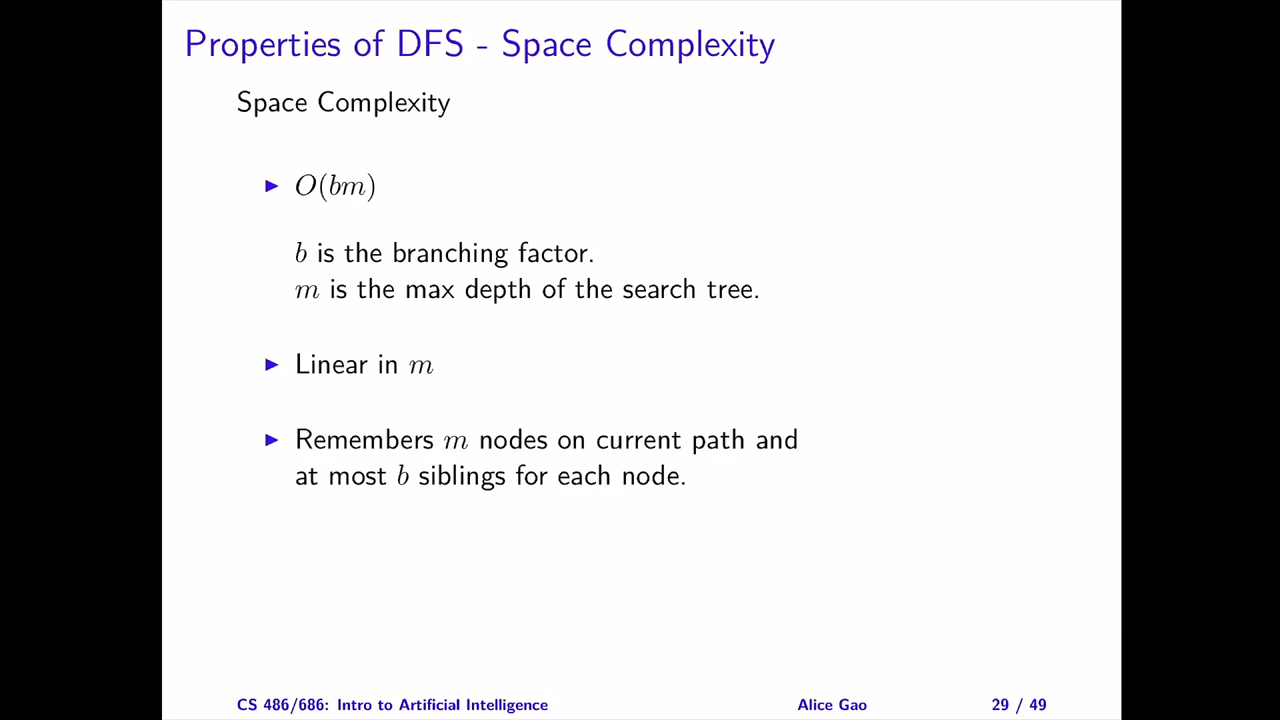 Properties of DFS - Space Complexity
Space Complexity
▶ O(bm)
b is the branching factor.
m is the max depth of the search tree.
▶ Linear in m
▶ Remembers m nodes on current path and
at most b siblings for each node.
CS 486/686: Intro to Artificial Intelligence Alice Gao 29 / 49